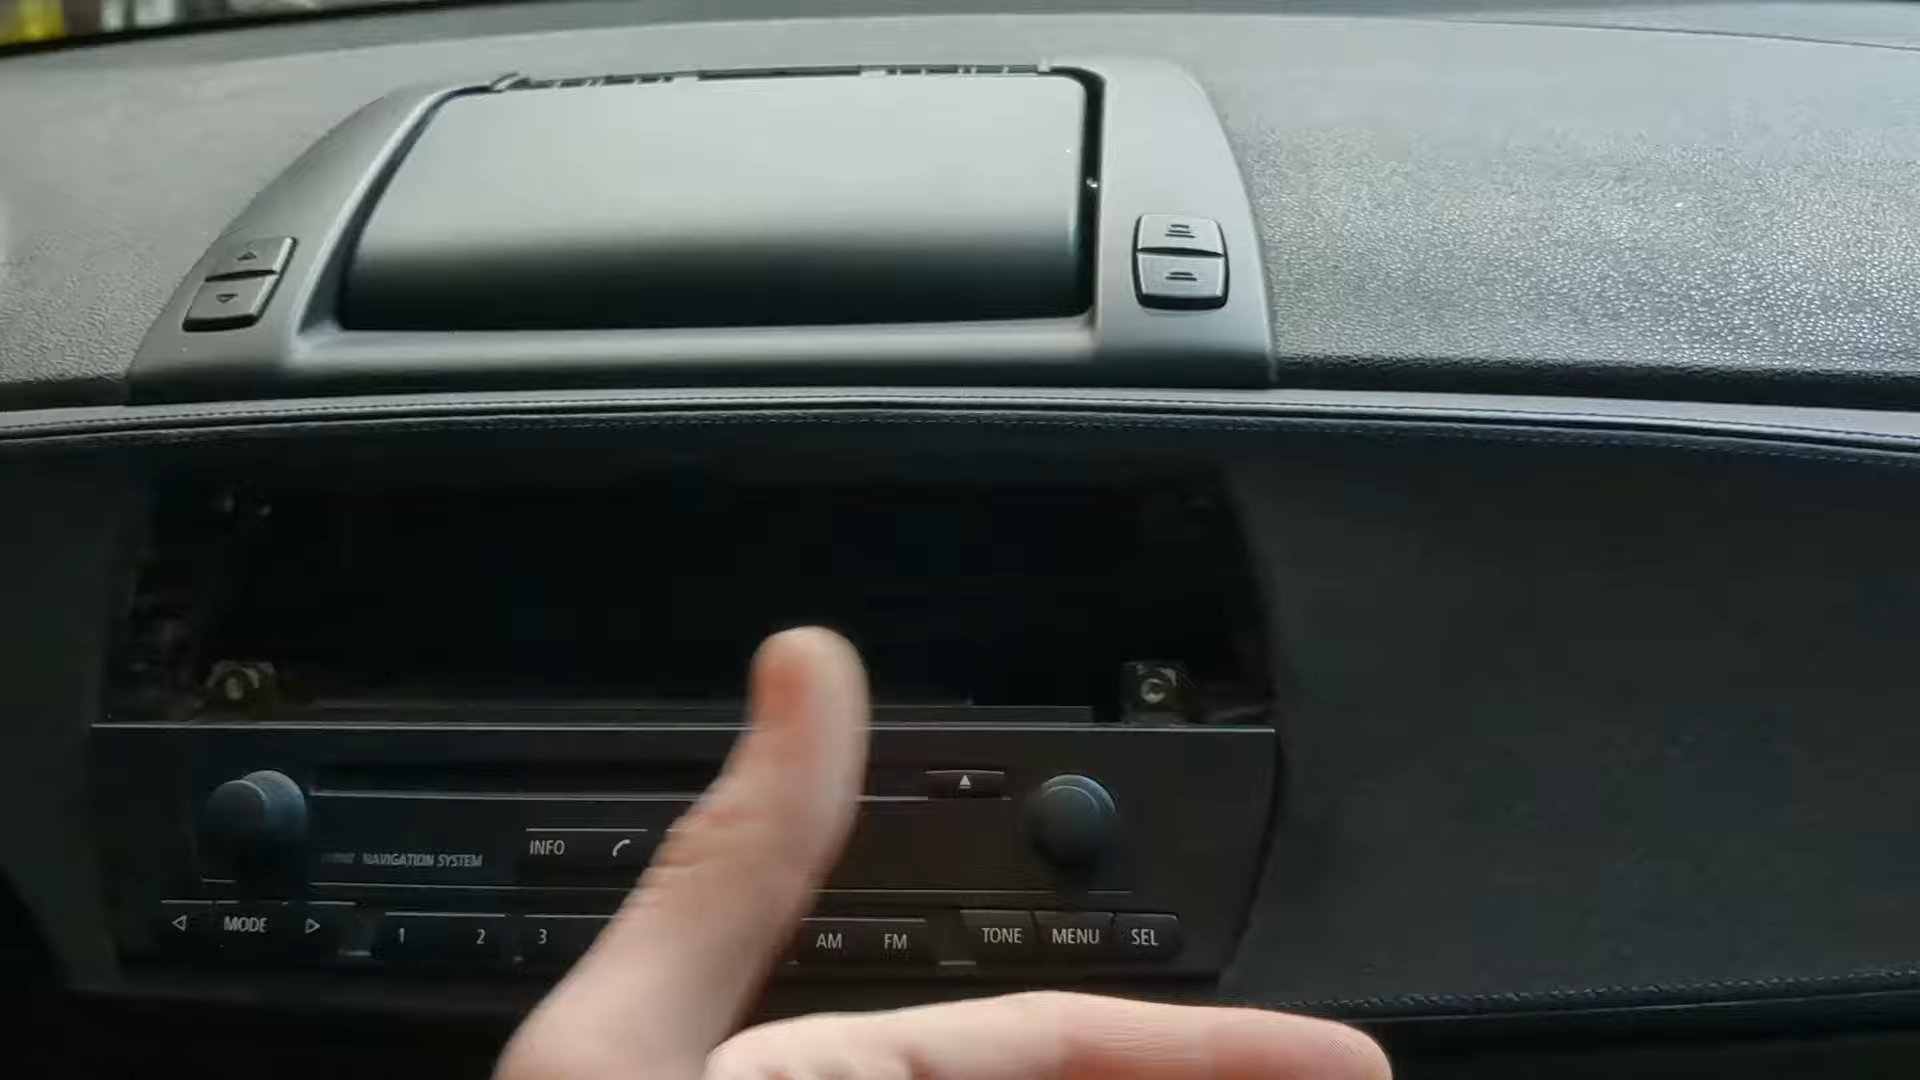 NAVIGATION SYSTEM
INFO
MODE
1 2 3
AM FM
TONE MENU SEL